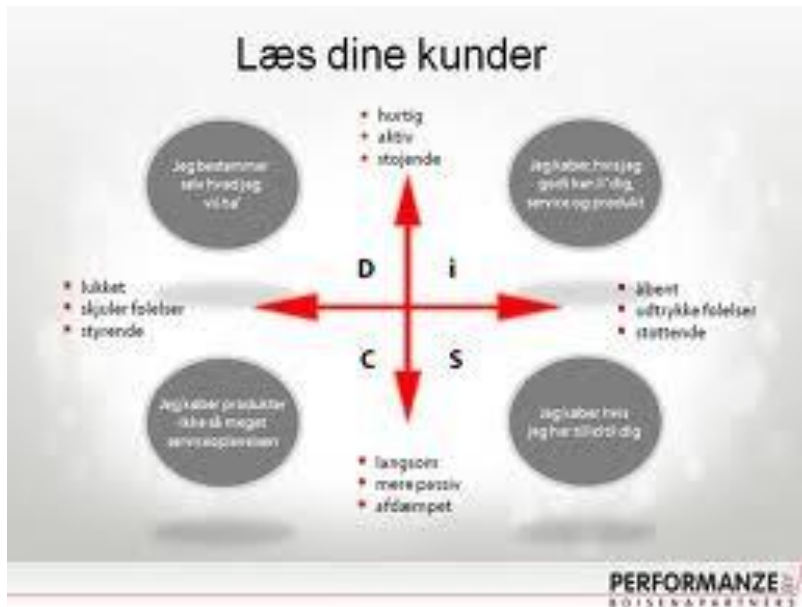 Læs dine kunder
hurtig
aktiv
støjende
Jeg bestemmer
selv hvad jeg
vil ha'
Jeg køber, hvis jeg
godt kan li' dig,
service og produkt
D i
lukket
skjuler følelser
styrende
åbent
udtrykke følelser
støttende
C S
Jeg køber produkter
ikke så meget
serviceoplevelsen
Jeg køber hvis
jeg har tillid til dig
langsom
mere passiv
afdæmpet
PERFORMANZE
BOISEN & PARTNERS